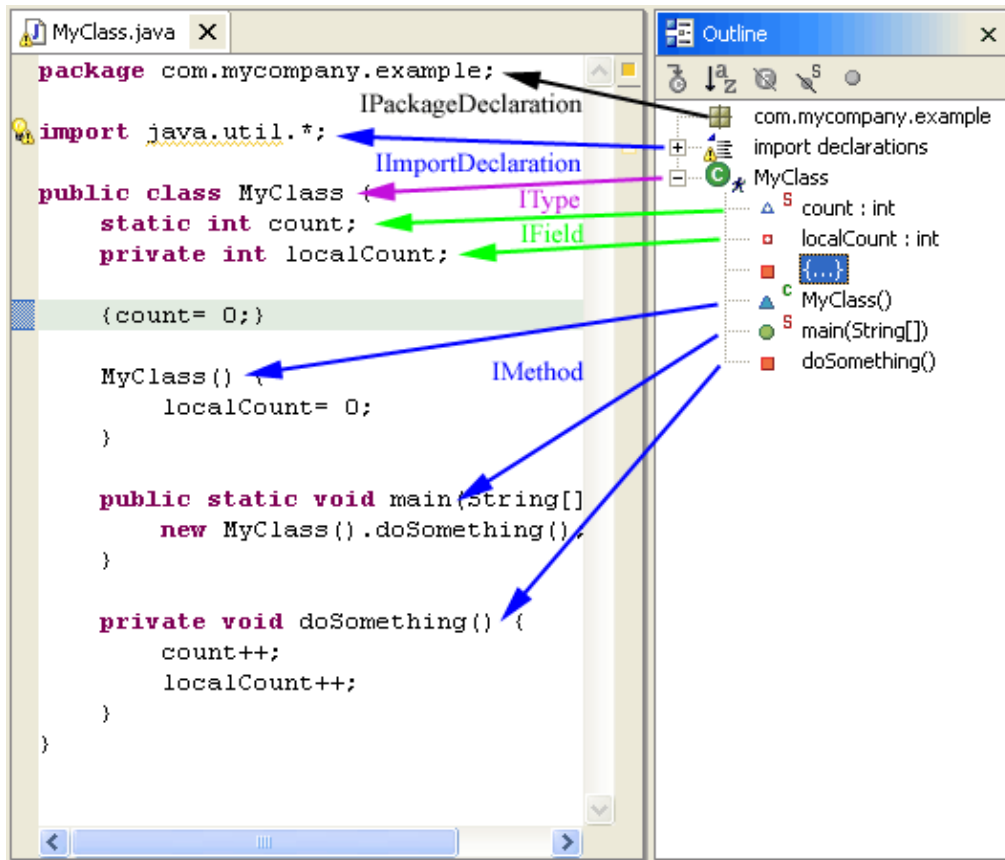 MyClass.java
package com.mycompany.example;
IPackageDeclaration
import java.util.*;
IImportDeclaration
public class MyClass {
IType
static int count;
IField
private int localCount;
{count= 0;}
MyClass() {
IMethod
localCount= 0;
}
public static void main(String[]
new MyClass().doSomething();
}
private void doSomething() {
count++;
localCount++;
}
}
Outline
a
z
S
com.mycompany.example
import declarations
C MyClass
S count : int
localCount : int
{...}
C MyClass()
S main(String[])
doSomething()